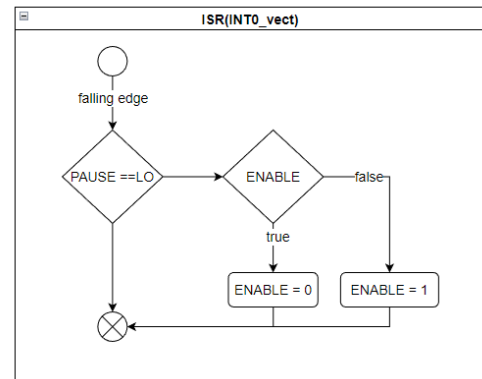 ISR(INT0_vect)
falling edge
PAUSE ==LO
ENABLE
false
true
ENABLE = 0
ENABLE = 1